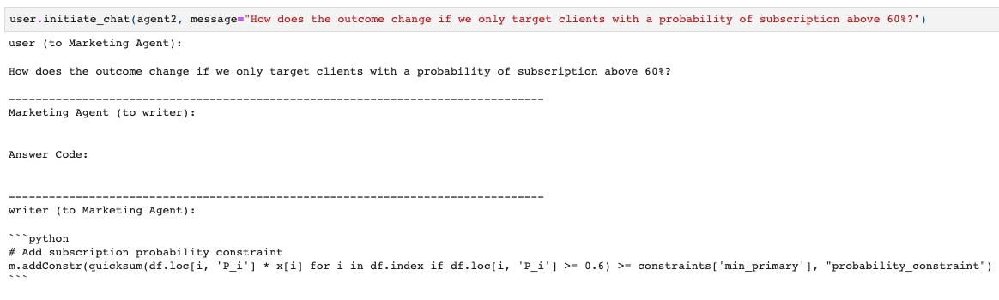 user.initiate_chat(agent2, message="How does the outcome change if we only target clients with a probability of subscription above 60%?")
user (to Marketing Agent):
How does the outcome change if we only target clients with a probability of subscription above 60%?
--------------------------------------------------------------------------------
Marketing Agent (to writer):
Answer Code:
--------------------------------------------------------------------------------
writer (to Marketing Agent):
```python
# Add subscription probability constraint
m.addConstr(quicksum(df.loc[i, 'P_i'] * x[i] for i in df.index if df.loc[i, 'P_i'] >= 0.6) >= constraints['min_primary'], "probability_constraint")
```